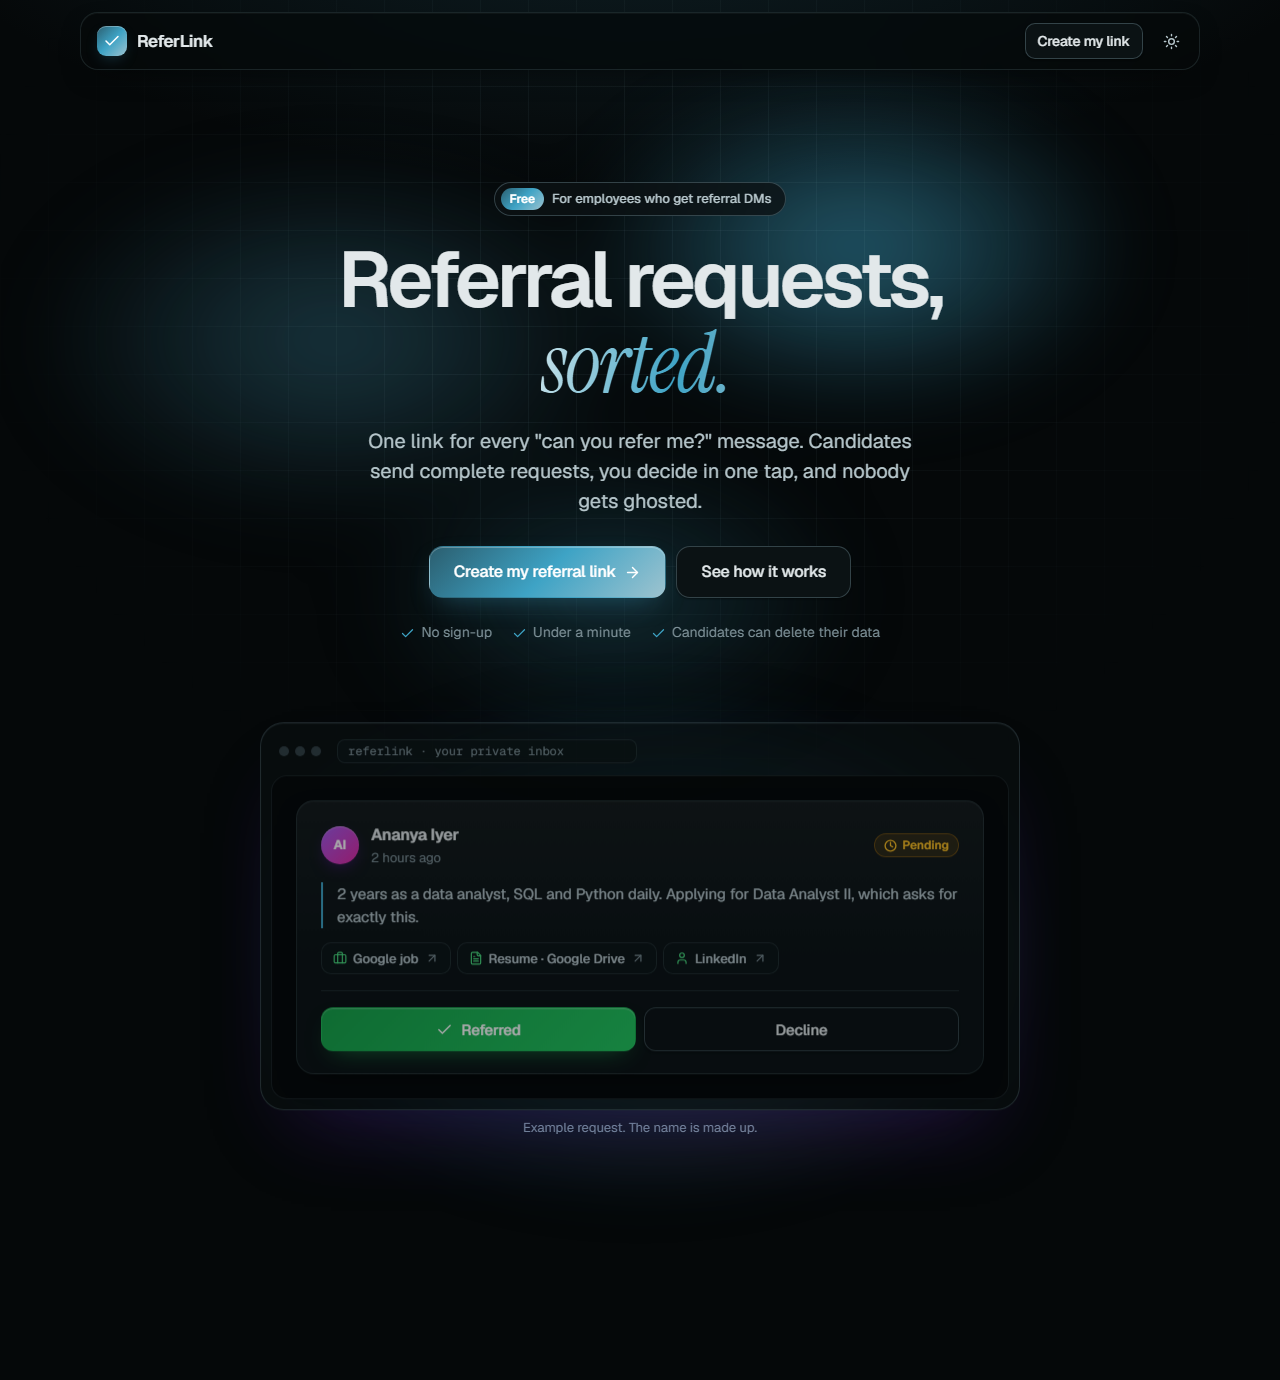 ReferLink
Create my link
Free For employees who get referral DMs
Referral requests,
sorted.
One link for every "can you refer me?" message. Candidates
send complete requests, you decide in one tap, and nobody
gets ghosted.
Create my referral link
See how it works
No sign-up
Under a minute
Candidates can delete their data
referlink · your private inbox
AI
Ananya Iyer
2 hours ago
Pending
2 years as a data analyst, SQL and Python daily. Applying for Data Analyst II, which asks for
exactly this.
Google job
Resume · Google Drive
LinkedIn
Referred
Decline
Example request. The name is made up.